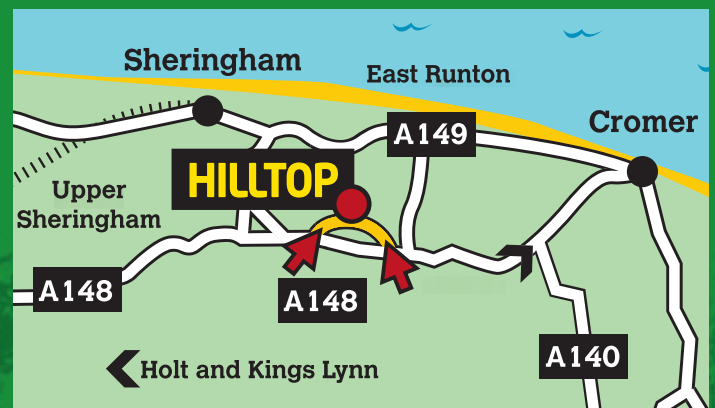 Sheringham
East Runton
Cromer
A149
HILLTOP
Upper
Sheringham
A148
A148
A140
Holt and Kings Lynn